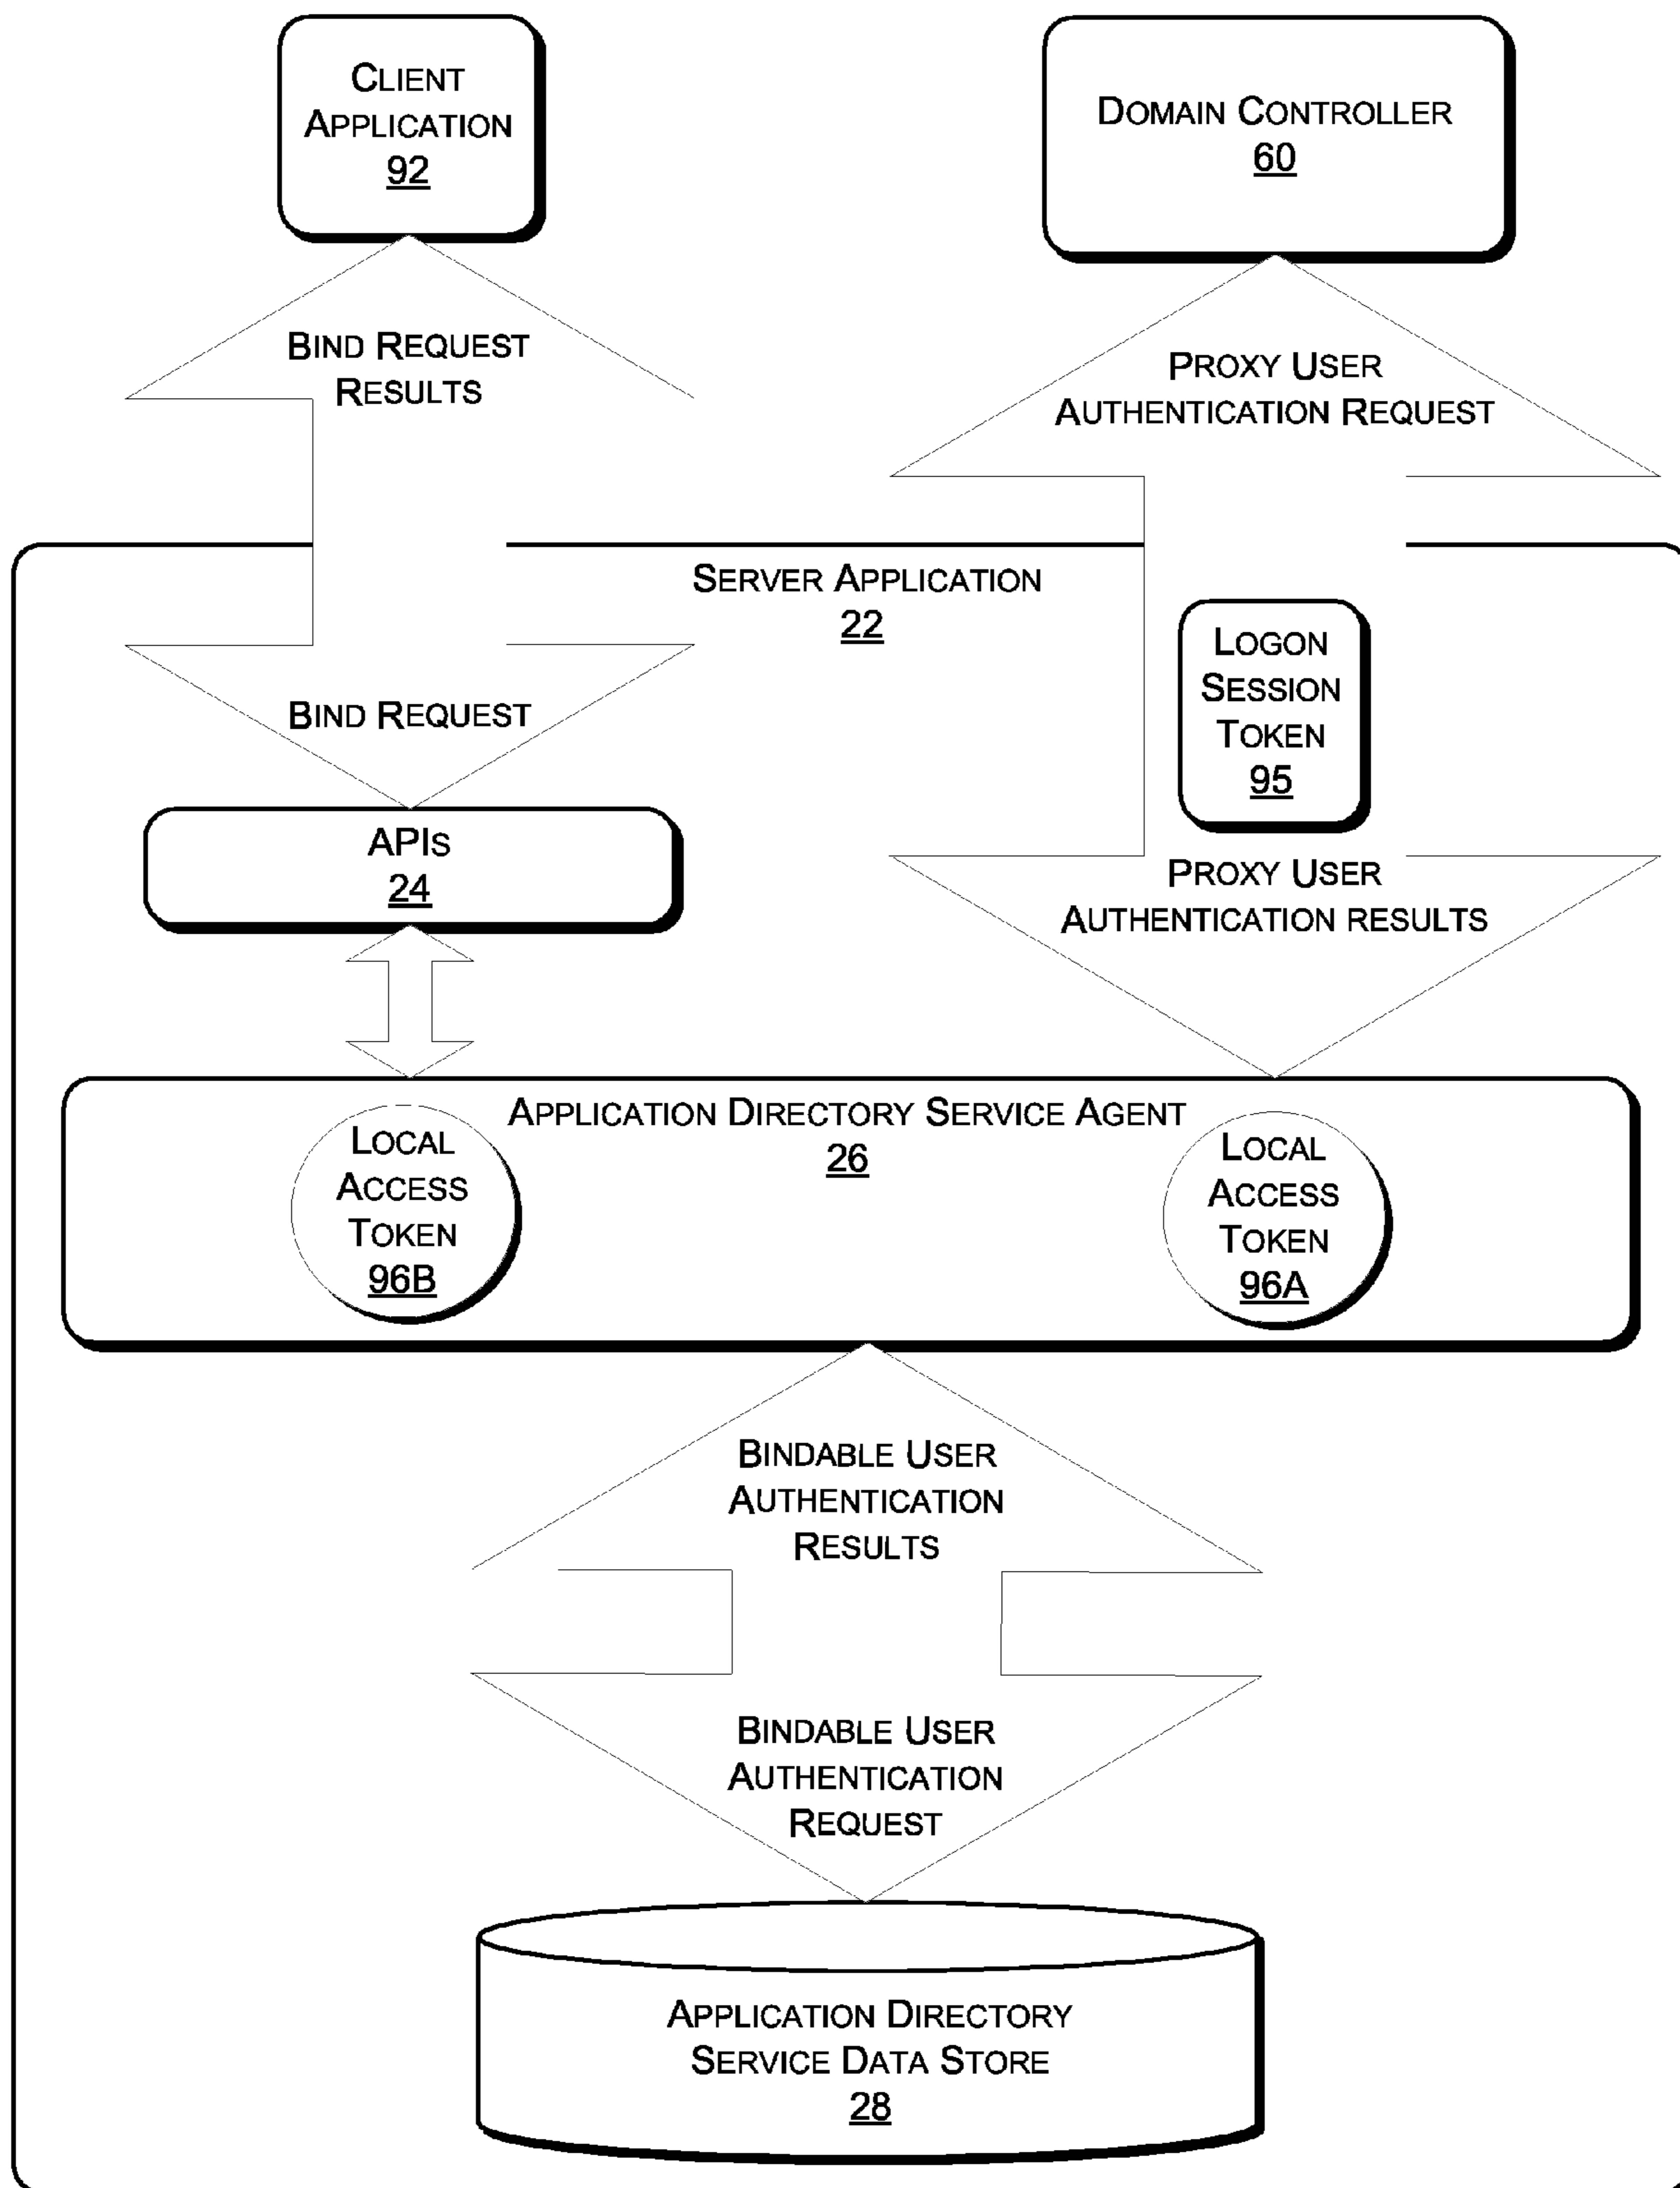 CLIENT
APPLICATION
92
DOMAIN CONTROLLER
60
BIND REQUEST
RESULTS
PROXY USER
AUTHENTICATION REQUEST
SERVER APPLICATION
22
LOGON
SESSION
TOKEN
95
BIND REQUEST
APIS
24
PROXY USER
AUTHENTICATION RESULTS
APPLICATION DIRECTORY SERVICE AGENT
26
LOCAL
ACCESS
TOKEN
96B
LOCAL
ACCESS
TOKEN
96A
BINDABLE USER
AUTHENTICATION
RESULTS
BINDABLE USER
AUTHENTICATION
REQUEST
APPLICATION DIRECTORY
SERVICE DATA STORE
28